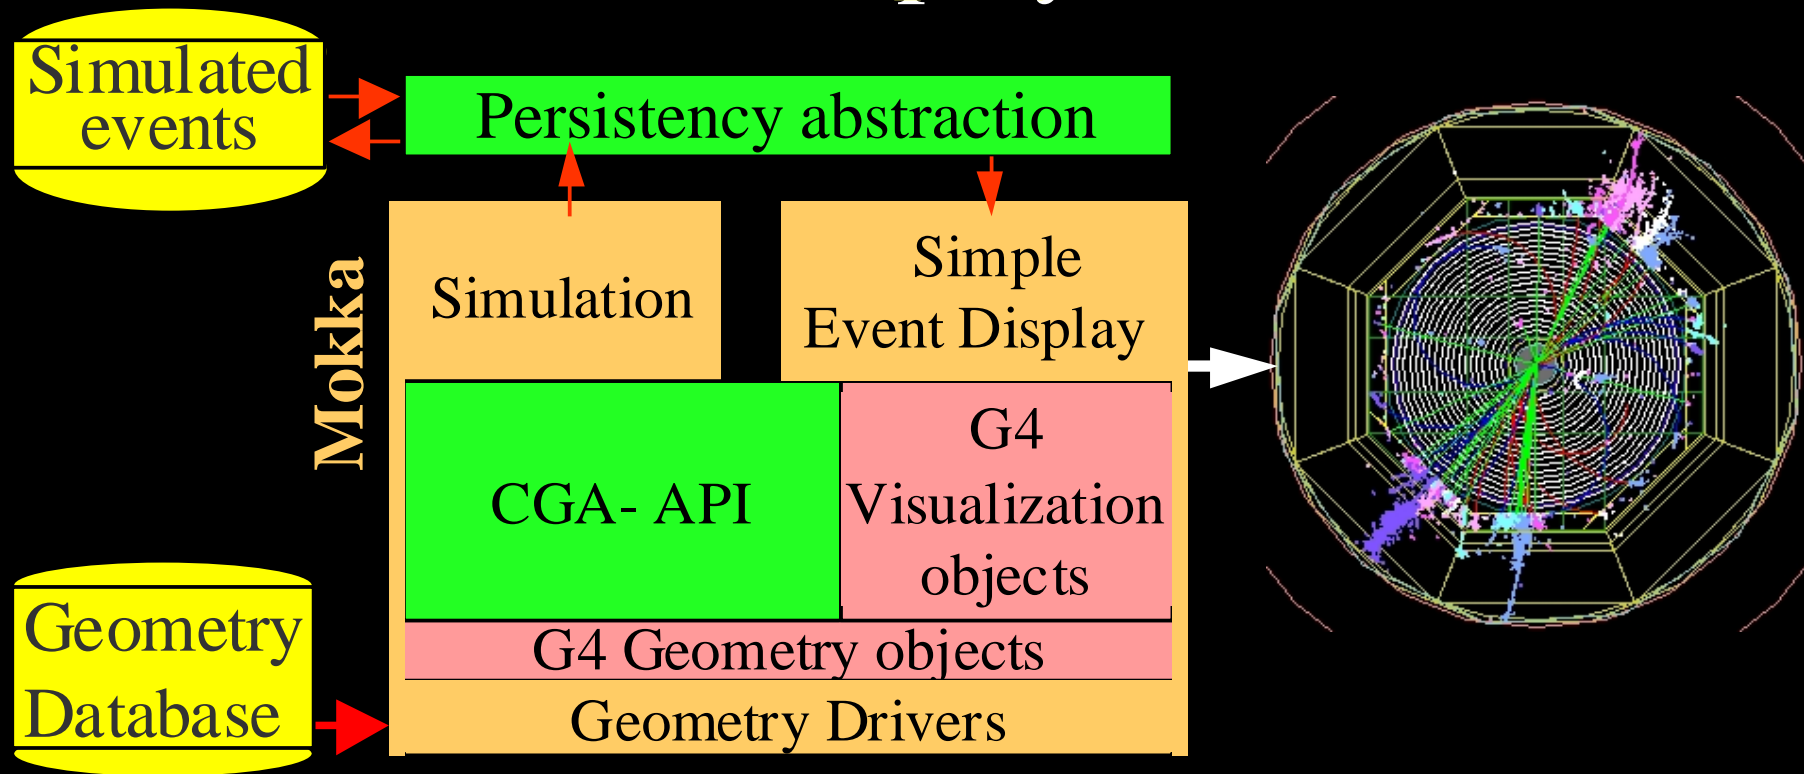 Simulated
events
Persistency abstraction
Mokka
Simulation
Simple
Event Display
CGA- API
G4
Visualization
objects
G4 Geometry objects
Geometry Drivers
Geometry
Database